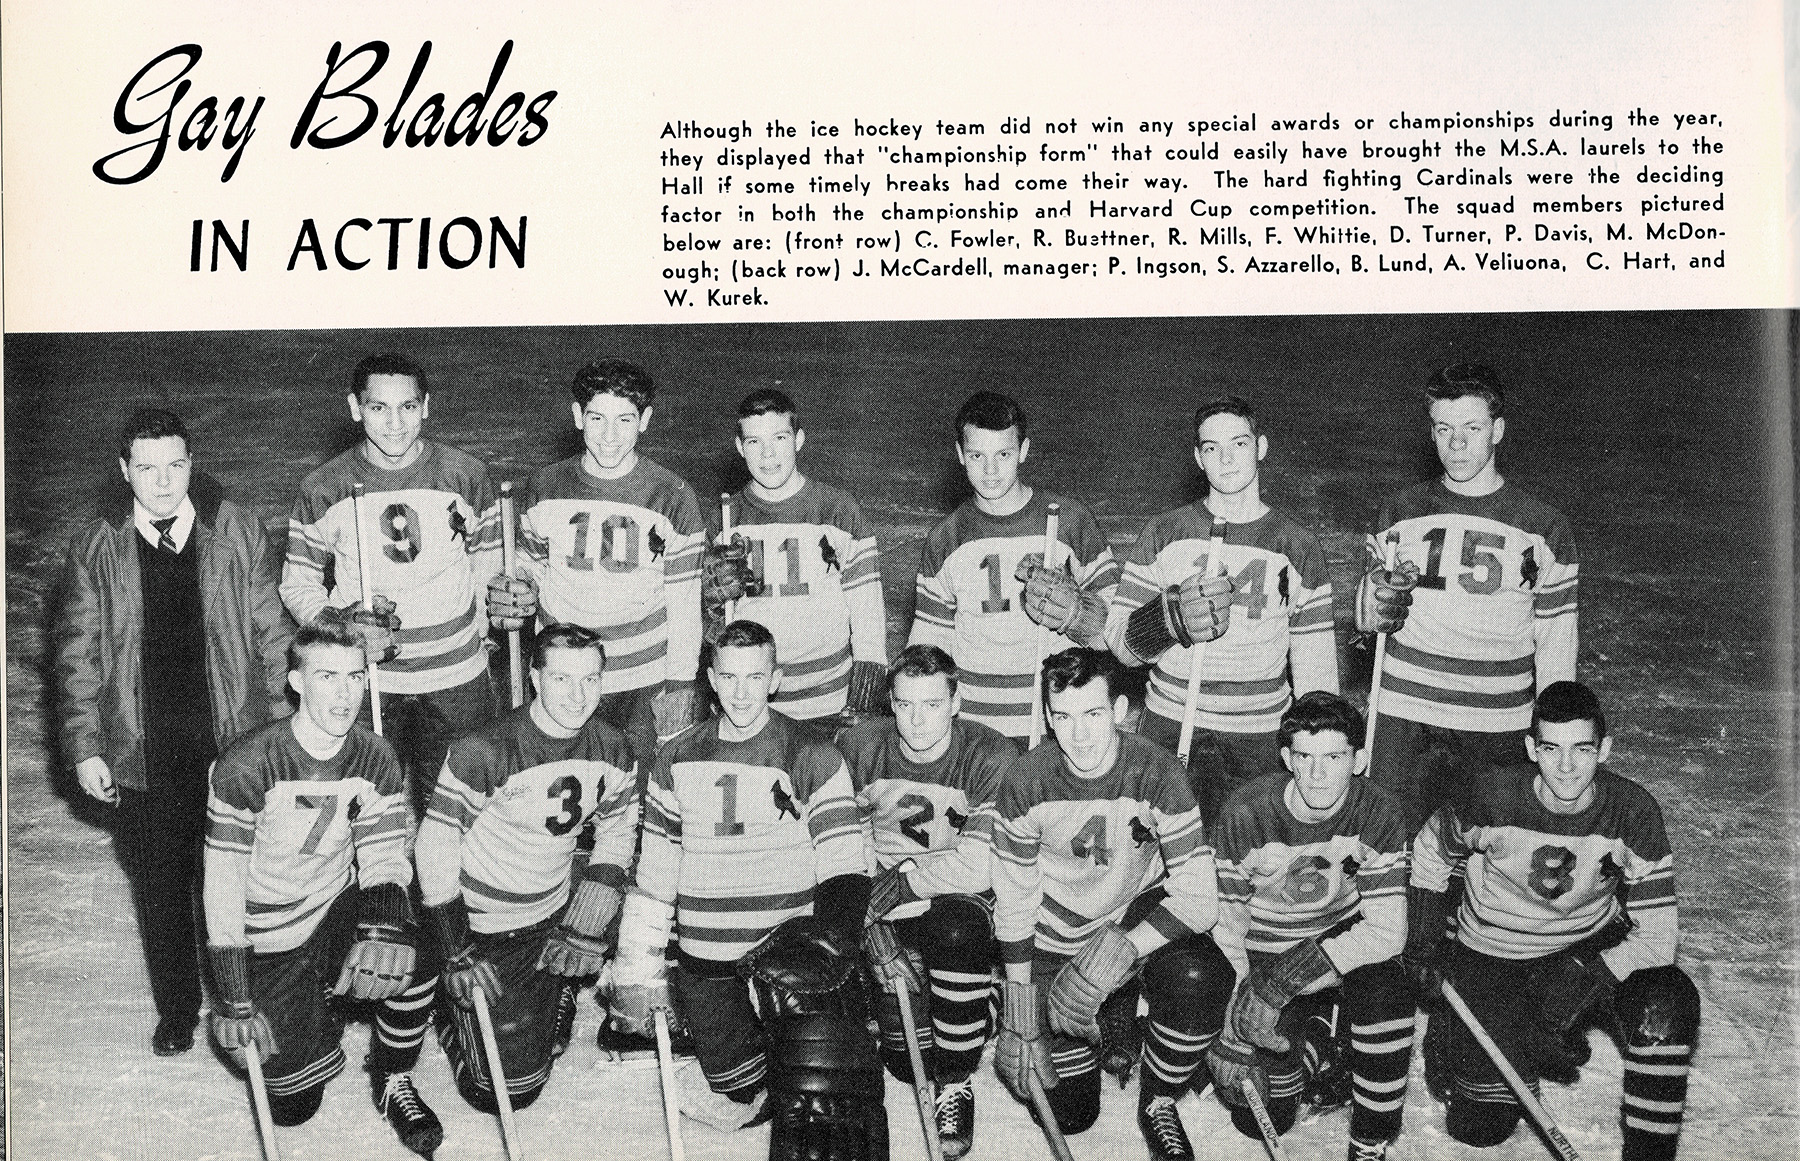 Gay Blades
IN ACTION
Although the ice hockey team did not win any special awards or championships during the year,
they displayed that "championship form" that could easily have brought the M.S.A. laurels to the
Hall if some timely breaks had come their way. The hard fighting Cardinals were the deciding
factor in both the championship and Harvard Cup competition. The squad members pictured
below are: (front row) C. Fowler, R. Buettner, R. Mills, F. Whittie, D. Turner, P. Davis, M. McDon-
ough; (back row) J. McCardell, manager; P. Ingson, S. Azzarello, B. Lund, A. Veliuona, C. Hart, and
W. Kurek.
9
10
11
1
14
15
7
3
1
2
4
6
8
NORTHLAND
NORTH